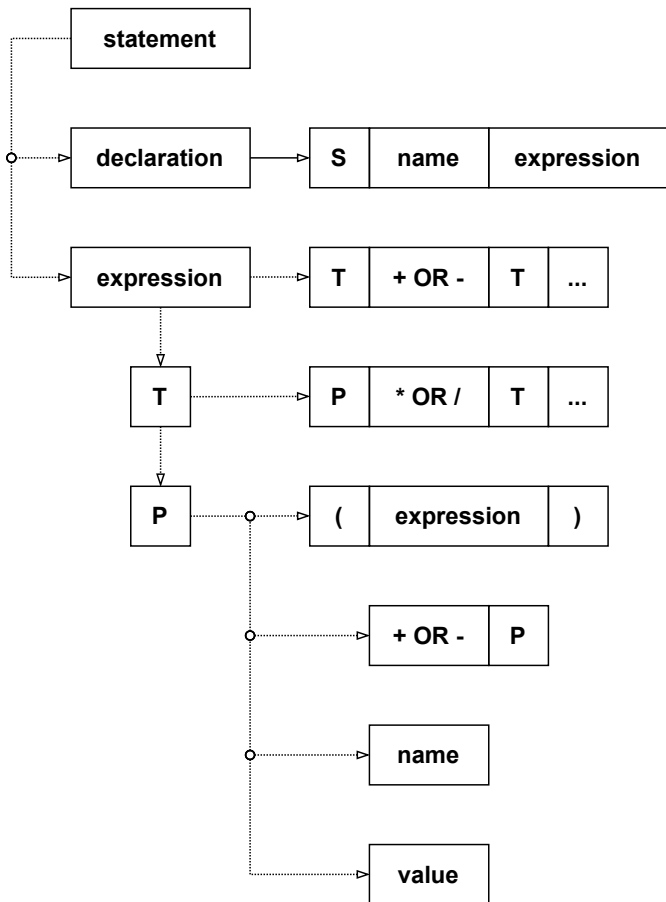 statement
declaration S name expression
expression T + OR - T ...
T P * OR / T ...
P ( expression )
+ OR - P
name
value